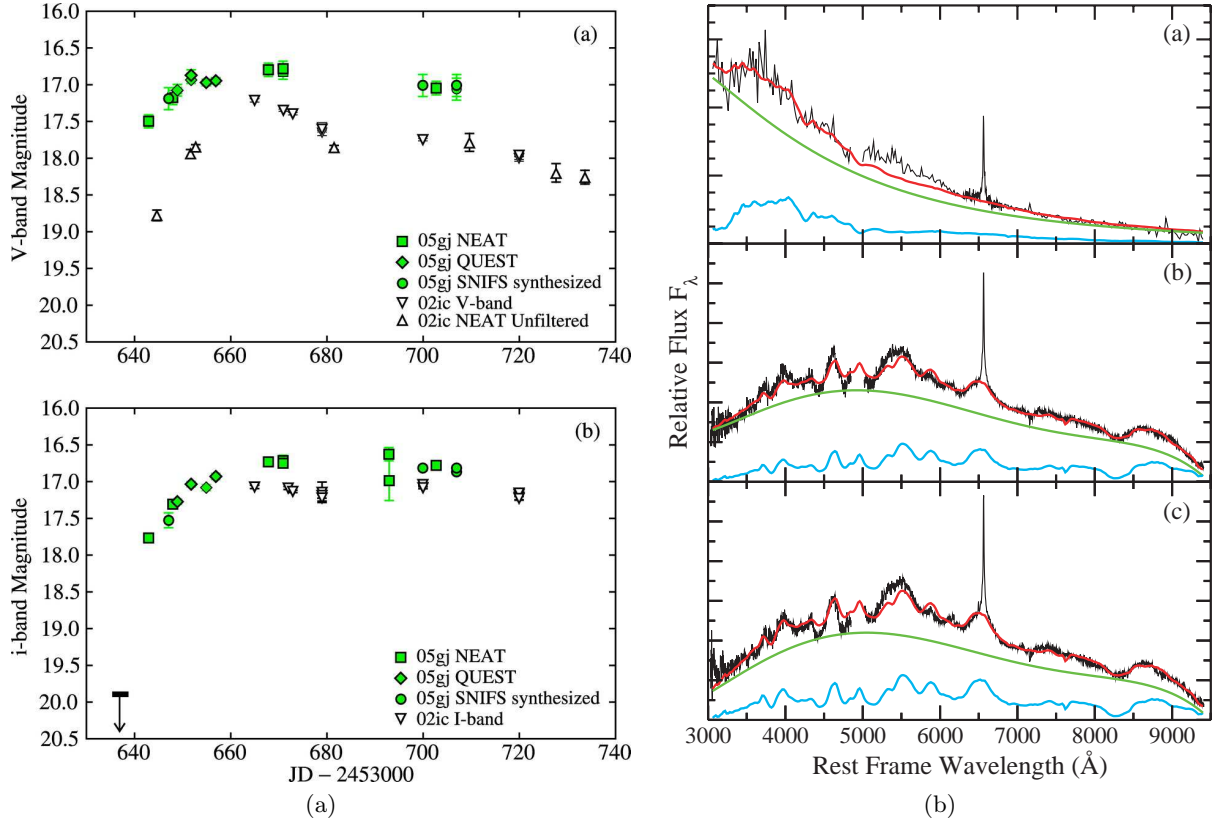 16.0
16.5
17.0
17.5
18.0
18.5
19.0
19.5
20.0
20.5
V-band Magnitude
(a)
05gj NEAT
05gj QUEST
05gj SNIFS synthesized
02ic V-band
02ic NEAT Unfiltered
640 660 680 700 720 740
16.0
16.5
17.0
17.5
18.0
18.5
19.0
19.5
20.0
20.5
i-band Magnitude
(b)
05gj NEAT
05gj QUEST
05gj SNIFS synthesized
02ic I-band
640 660 680 700 720 740
JD − 2453000
(a)
Relative Flux Fλ
(a)
(b)
(c)
3000 4000 5000 6000 7000 8000 9000
Rest Frame Wavelength (Å)
(b)